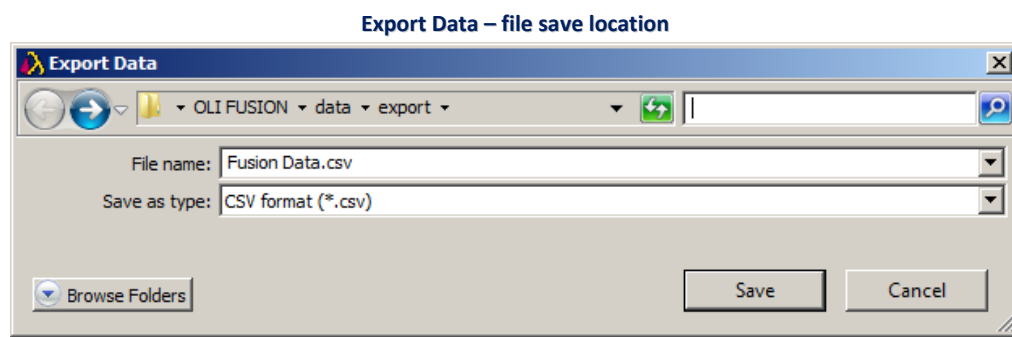 Export Data – file save location
Export Data
OLI FUSION data export
File name: Fusion Data.csv
Save as type: CSV format (*.csv)
Browse Folders Save Cancel